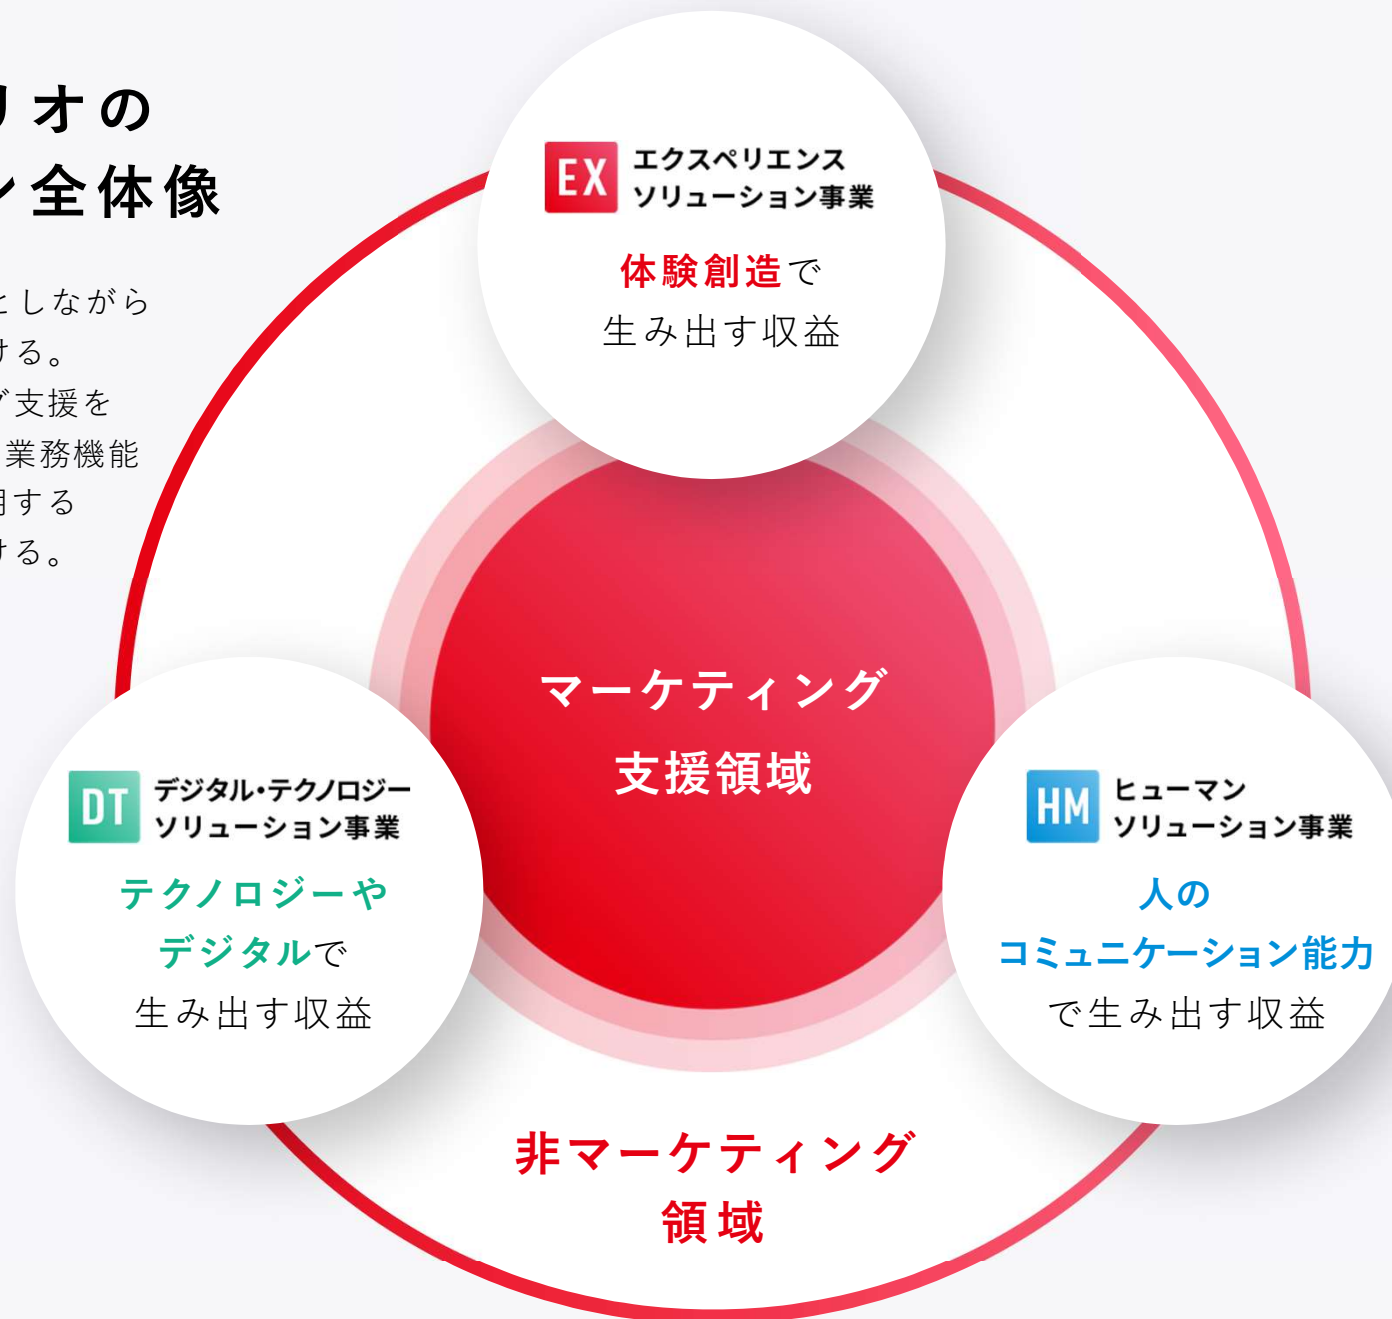 リオの
ン全体像
としながら
ける。
グ支援を
業務機能
用する
ける。
EX
エクスペリエンス
ソリューション事業
体験創造で
生み出す収益
マーケティング
支援領域
DT
デジタル・テクノロジー
ソリューション事業
テクノロジーや
デジタルで
生み出す収益
HM
ヒューマン
ソリューション事業
人の
コミュニケーション能力
で生み出す収益
非マーケティング
領域